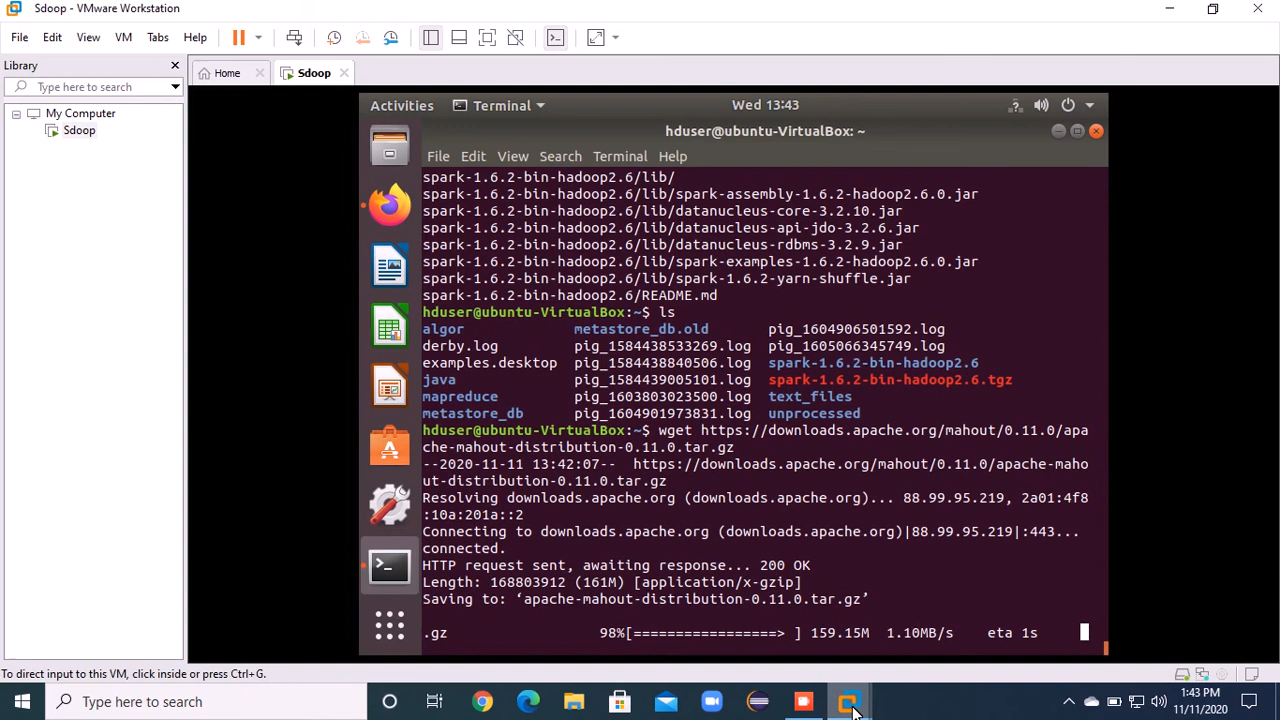 Sdoop - VMware Workstation
File Edit View VM Tabs Help
Library
Type here to search
My Computer
Sdoop
Home
Sdoop
Activities Terminal Wed 13:43
hduser@ubuntu-VirtualBox: ~
File Edit View Search Terminal Help
spark-1.6.2-bin-hadoop2.6/lib/
spark-1.6.2-bin-hadoop2.6/lib/spark-assembly-1.6.2-hadoop2.6.0.jar
spark-1.6.2-bin-hadoop2.6/lib/datanucleus-core-3.2.10.jar
spark-1.6.2-bin-hadoop2.6/lib/datanucleus-api-jdo-3.2.6.jar
spark-1.6.2-bin-hadoop2.6/lib/datanucleus-rdbms-3.2.9.jar
spark-1.6.2-bin-hadoop2.6/lib/spark-examples-1.6.2-hadoop2.6.0.jar
spark-1.6.2-bin-hadoop2.6/lib/spark-1.6.2-yarn-shuffle.jar
spark-1.6.2-bin-hadoop2.6/README.md
hduser@ubuntu-VirtualBox:~$ ls
algor metastore_db.old pig_1604906501592.log
derby.log pig_1584438533269.log pig_1605066345749.log
examples.desktop pig_1584438840506.log spark-1.6.2-bin-hadoop2.6
java pig_1584439005101.log spark-1.6.2-bin-hadoop2.6.tgz
mapreduce pig_1603803023500.log text_files
metastore_db pig_1604901973831.log unprocessed
hduser@ubuntu-VirtualBox:~$ wget https://downloads.apache.org/mahout/0.11.0/apa
che-mahout-distribution-0.11.0.tar.gz
--2020-11-11 13:42:07-- https://downloads.apache.org/mahout/0.11.0/apache-maho
ut-distribution-0.11.0.tar.gz
Resolving downloads.apache.org (downloads.apache.org)... 88.99.95.219, 2a01:4f8
:10a:201a::2
Connecting to downloads.apache.org (downloads.apache.org)|88.99.95.219|:443...
connected.
HTTP request sent, awaiting response... 200 OK
Length: 168803912 (161M) [application/x-gzip]
Saving to: ‘apache-mahout-distribution-0.11.0.tar.gz’
.gz 98%[=================> ] 159.15M 1.10MB/s eta 1s
To direct input to this VM, click inside or press Ctrl+G.
Type here to search
1:43 PM
11/11/2020